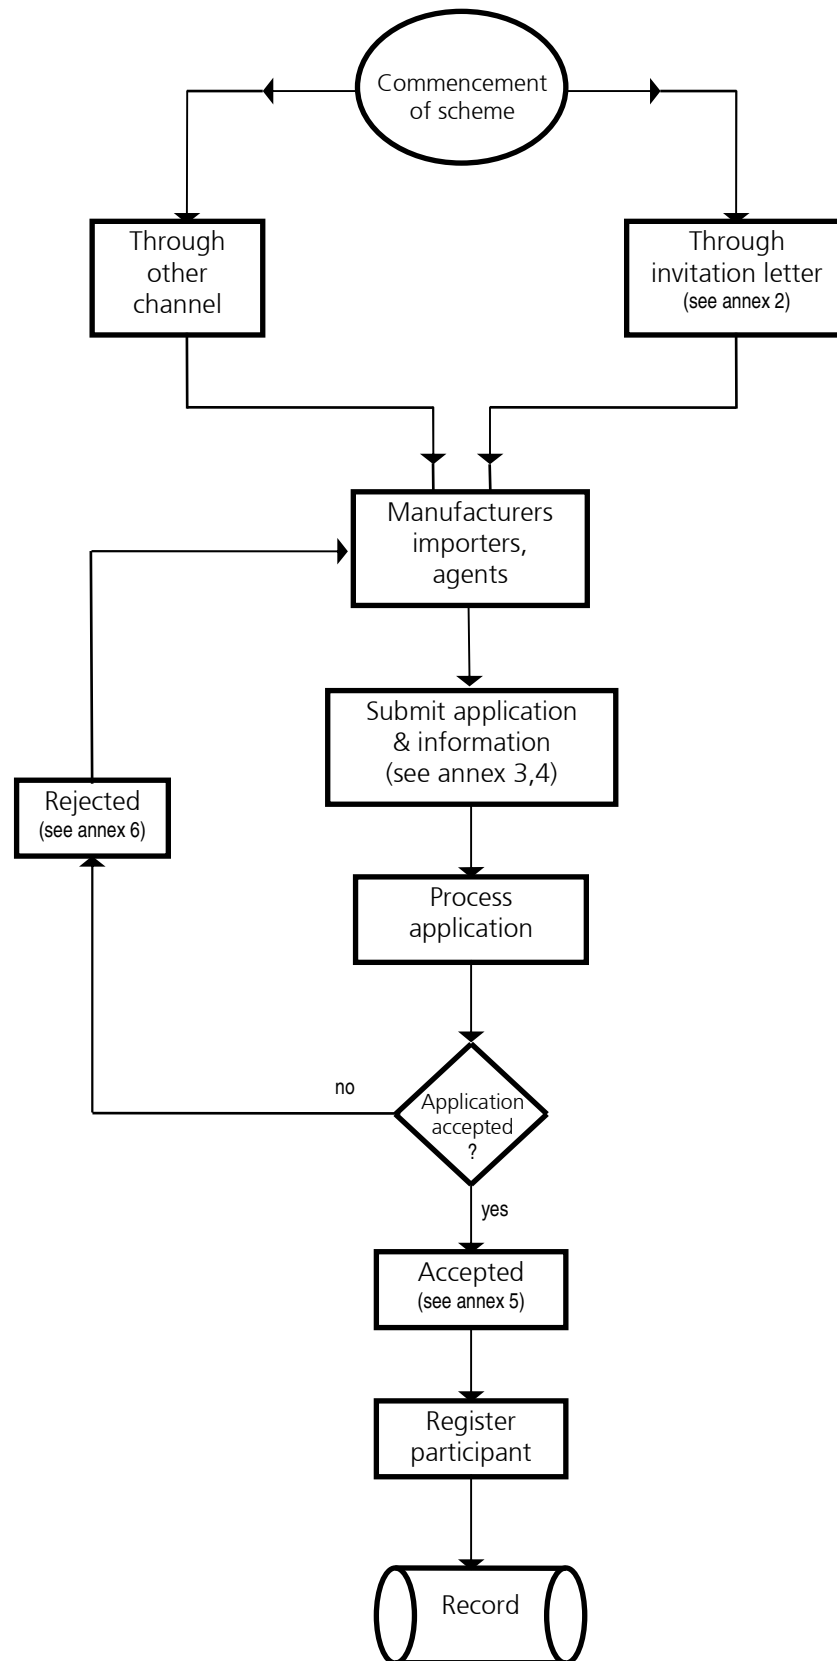 Commencement
of scheme
Through
other
channel
Through
invitation letter
(see annex 2)
Manufacturers
importers,
agents
Submit application
& information
(see annex 3,4)
Rejected
(see annex 6)
Process
application
no
Application
accepted
?
yes
Accepted
(see annex 5)
Register
participant
Record